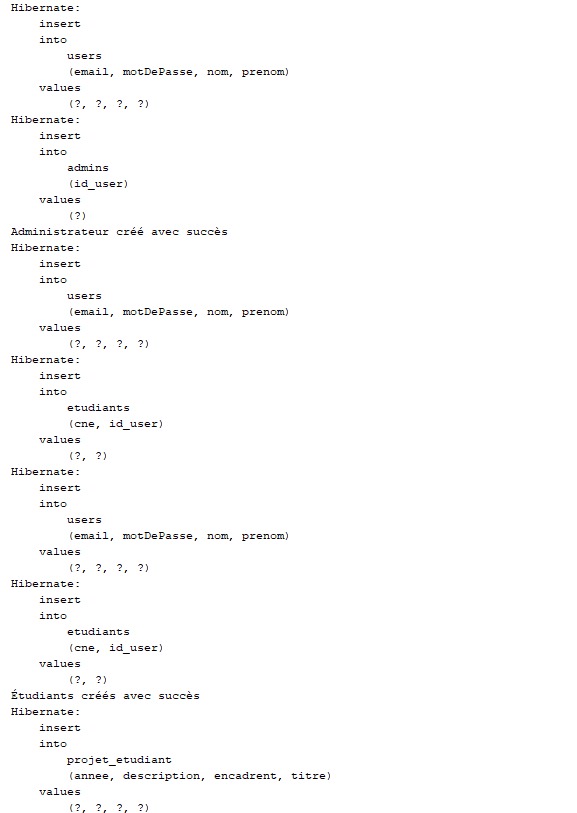 Hibernate:
insert
into
users
(email, motDePasse, nom, prenom)
values
(?, ?, ?, ?)
Hibernate:
insert
into
admins
(id_user)
values
(?)
Administrateur créé avec succès
Hibernate:
insert
into
users
(email, motDePasse, nom, prenom)
values
(?, ?, ?, ?)
Hibernate:
insert
into
etudiants
(cne, id_user)
values
(?, ?)
Hibernate:
insert
into
users
(email, motDePasse, nom, prenom)
values
(?, ?, ?, ?)
Hibernate:
insert
into
etudiants
(cne, id_user)
values
(?, ?)
Étudiants créés avec succès
Hibernate:
insert
into
projet_etudiant
(annee, description, encadrent, titre)
values
(?, ?, ?, ?)